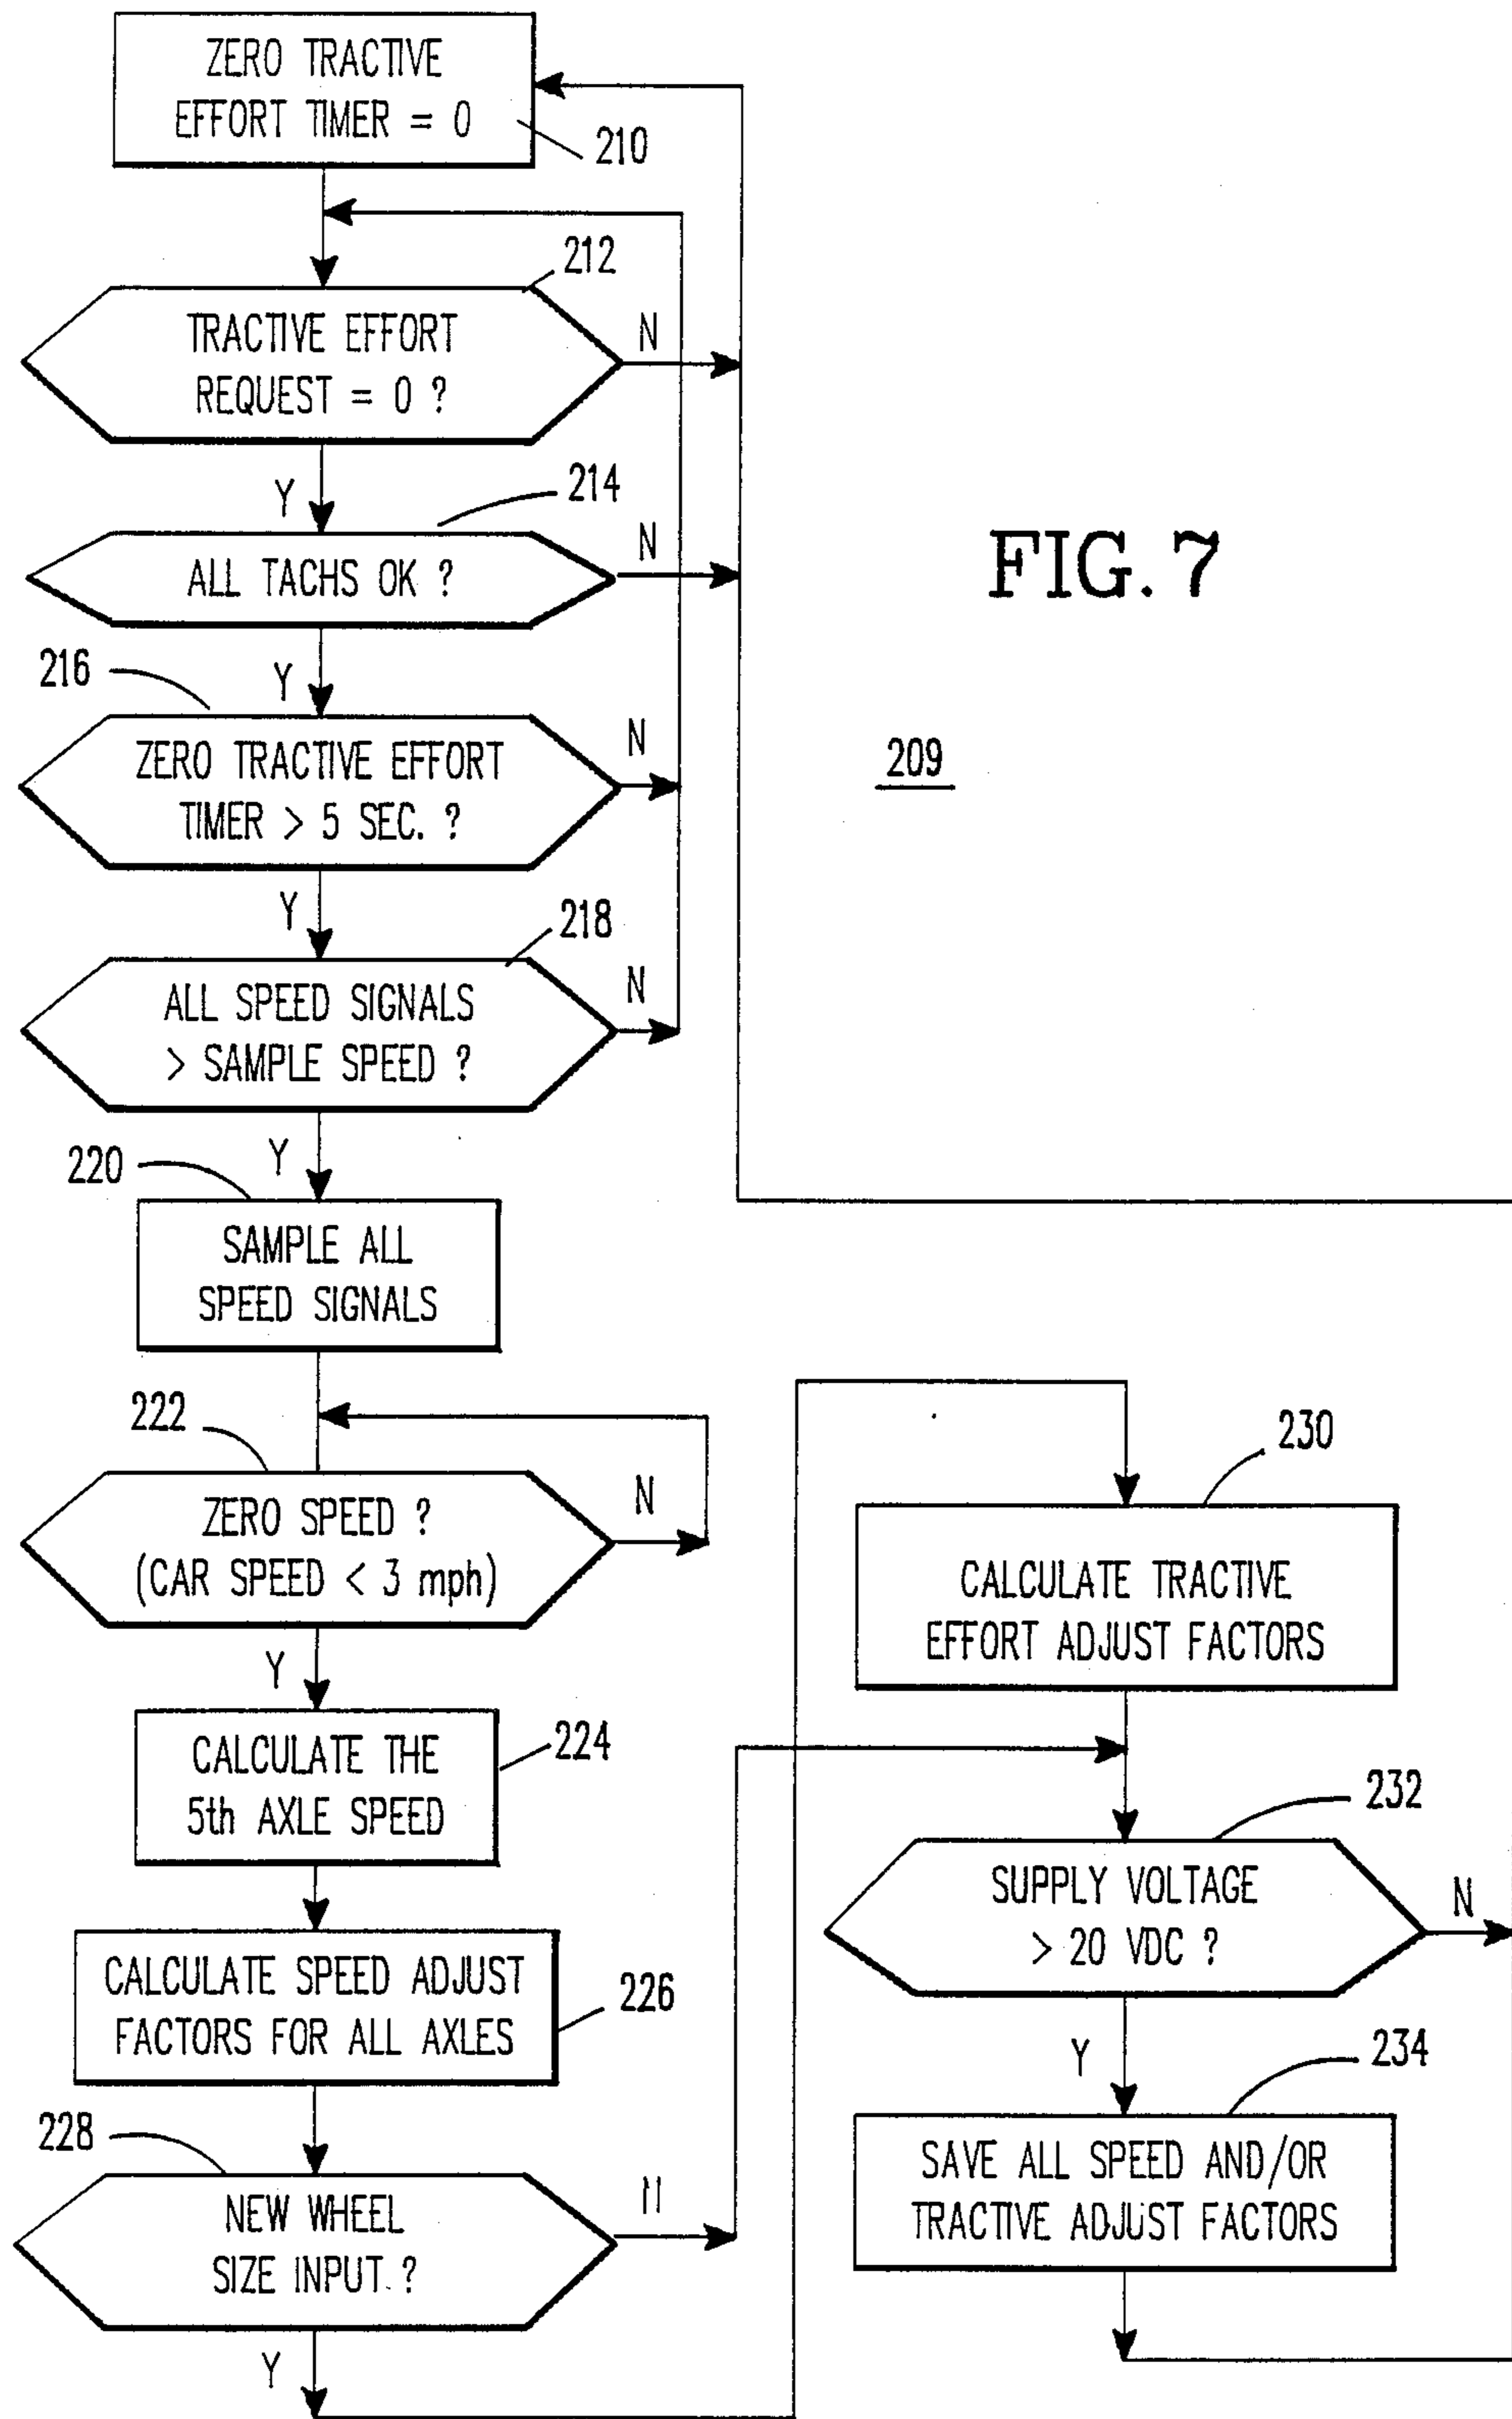 ZERO TRACTIVE
EFFORT TIMER = 0
210
212
TRACTIVE EFFORT
REQUEST = 0 ?
N
Y
214
ALL TACHS OK ?
N
Y
216
ZERO TRACTIVE EFFORT
TIMER > 5 SEC. ?
N
Y
218
ALL SPEED SIGNALS
> SAMPLE SPEED ?
N
Y
220
SAMPLE ALL
SPEED SIGNALS
222
ZERO SPEED ?
(CAR SPEED < 3 mph)
N
Y
CALCULATE THE
5th AXLE SPEED
224
CALCULATE SPEED ADJUST
FACTORS FOR ALL AXLES
226
228
NEW WHEEL
SIZE INPUT ?
N
Y
FIG. 7
209
230
CALCULATE TRACTIVE
EFFORT ADJUST FACTORS
232
SUPPLY VOLTAGE
> 20 VDC ?
N
Y
234
SAVE ALL SPEED AND/OR
TRACTIVE ADJUST FACTORS